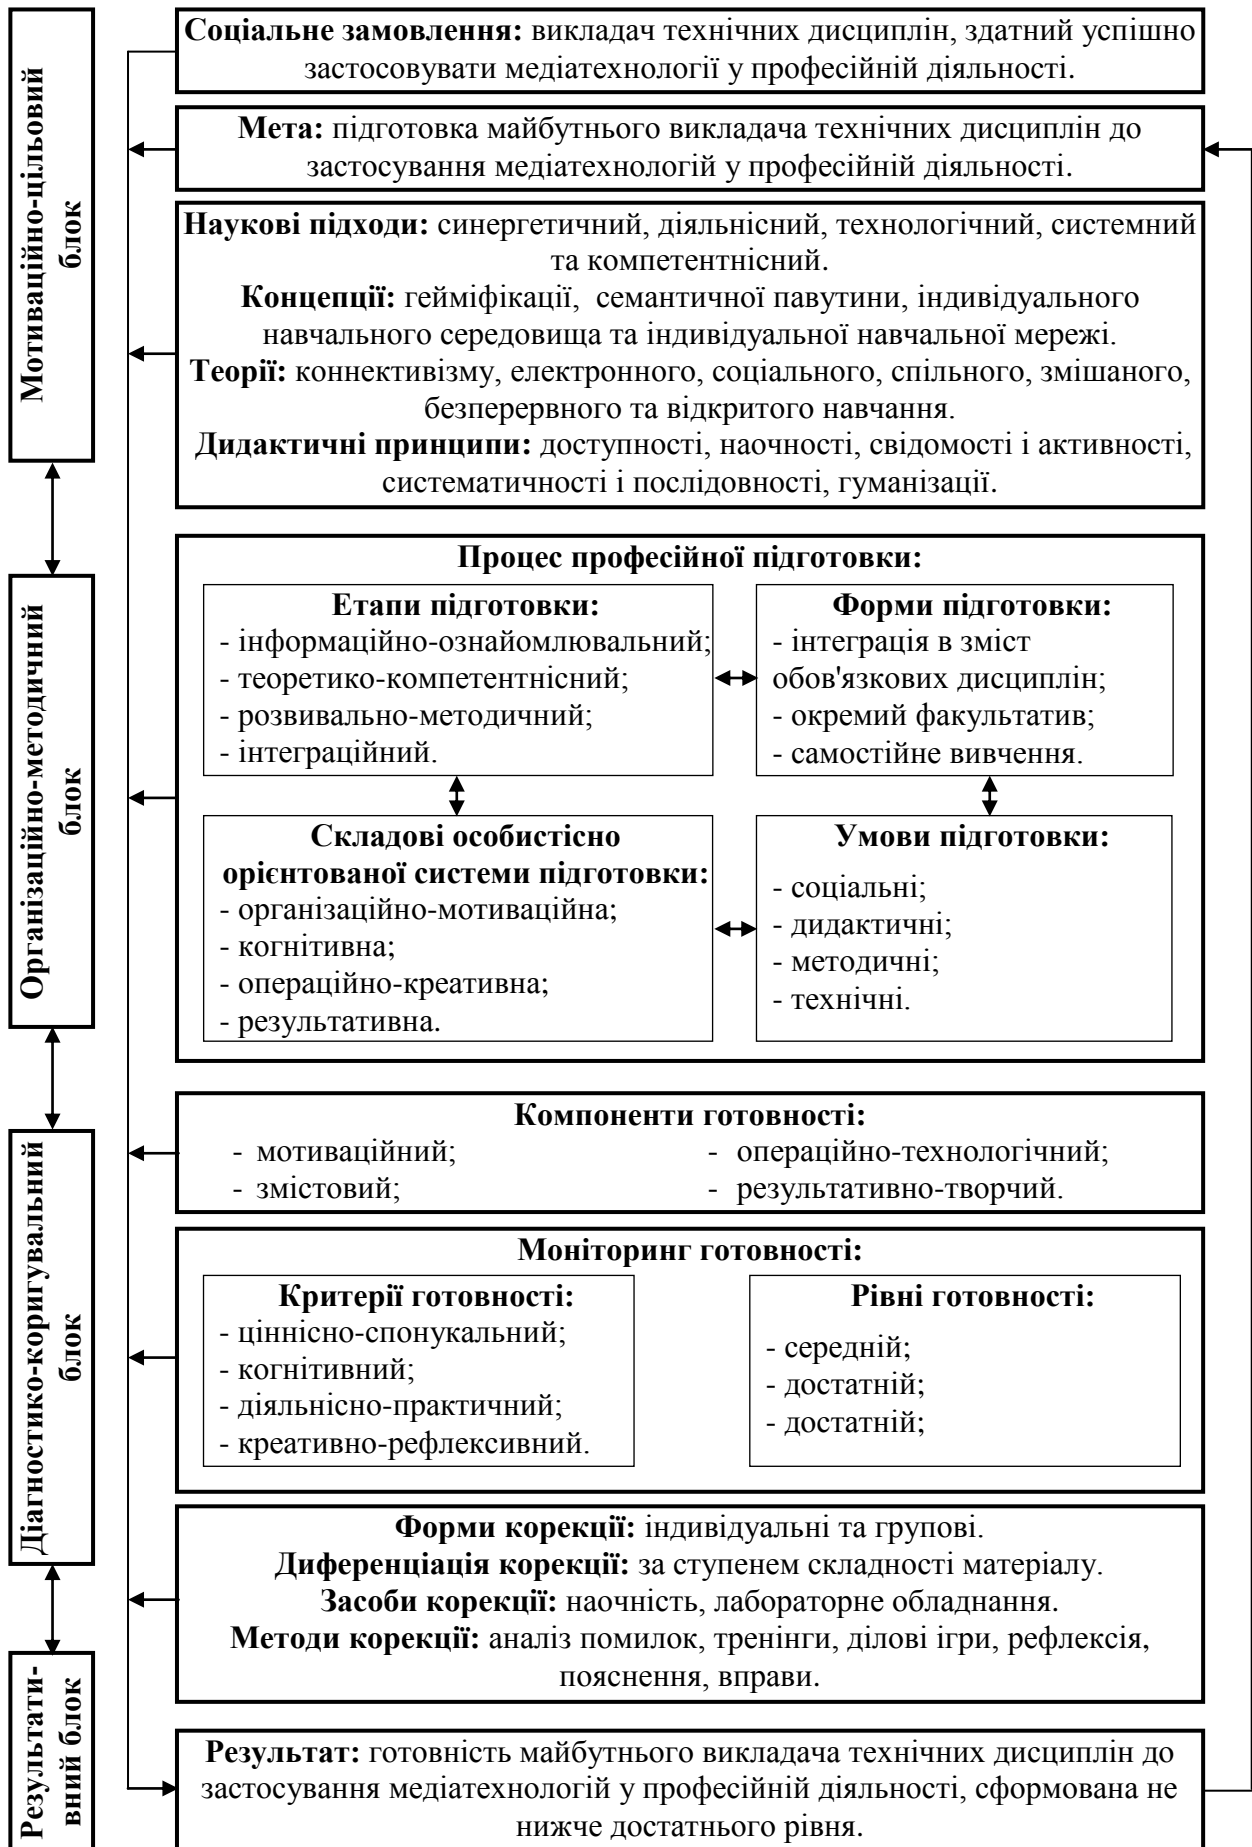 Мотиваційно-цільовий
блок
Соціальне замовлення: викладач технічних дисциплін, здатний успішно
застосовувати медіатехнології у професійній діяльності.
Мета: підготовка майбутнього викладача технічних дисциплін до
застосування медіатехнологій у професійній діяльності.
Наукові підходи: синергетичний, діяльнісний, технологічний, системний
та компетентнісний.
Концепції: гейміфікації, семантичної павутини, індивідуального
навчального середовища та індивідуальної навчальної мережі.
Теорії: коннективізму, електронного, соціального, спільного, змішаного,
безперервного та відкритого навчання.
Дидактичні принципи: доступності, наочності, свідомості і активності,
систематичності і послідовності, гуманізації.
Організаційно-методичний
блок
Процес професійної підготовки:
Етапи підготовки:
- інформаційно-ознайомлювальний;
- теоретико-компетентнісний;
- розвивально-методичний;
- інтеграційний.
Форми підготовки:
- інтеграція в зміст
обов'язкових дисциплін;
- окремий факультатив;
- самостійне вивчення.
Складові особистісно
орієнтованої системи підготовки:
- організаційно-мотиваційна;
- когнітивна;
- операційно-креативна;
- результативна.
Умови підготовки:
- соціальні;
- дидактичні;
- методичні;
- технічні.
Діагностико-коригувальний
блок
Компоненти готовності:
- мотиваційний;
- змістовий;
- операційно-технологічний;
- результативно-творчий.
Моніторинг готовності:
Критерії готовності:
- ціннісно-спонукальний;
- когнітивний;
- діяльнісно-практичний;
- креативно-рефлексивний.
Рівні готовності:
- середній;
- достатній;
- достатній;
Форми корекції: індивідуальні та групові.
Диференціація корекції: за ступенем складності матеріалу.
Засоби корекції: наочність, лабораторне обладнання.
Методи корекції: аналіз помилок, тренінги, ділові ігри, рефлексія,
пояснення, вправи.
Результати-
вний блок
Результат: готовність майбутнього викладача технічних дисциплін до
застосування медіатехнологій у професійній діяльності, сформована не
нижче достатнього рівня.